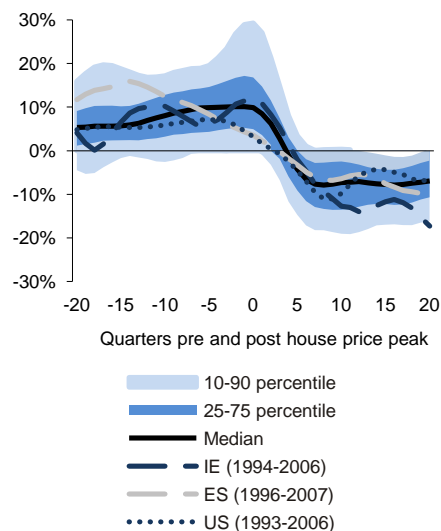 30%
20%
10%
0%
-10%
-20%
-30%
-20 -15 -10 -5 0 5 10 15 20
Quarters pre and post house price peak
10-90 percentile
25-75 percentile
Median
IE (1994-2006)
ES (1996-2007)
US (1993-2006)